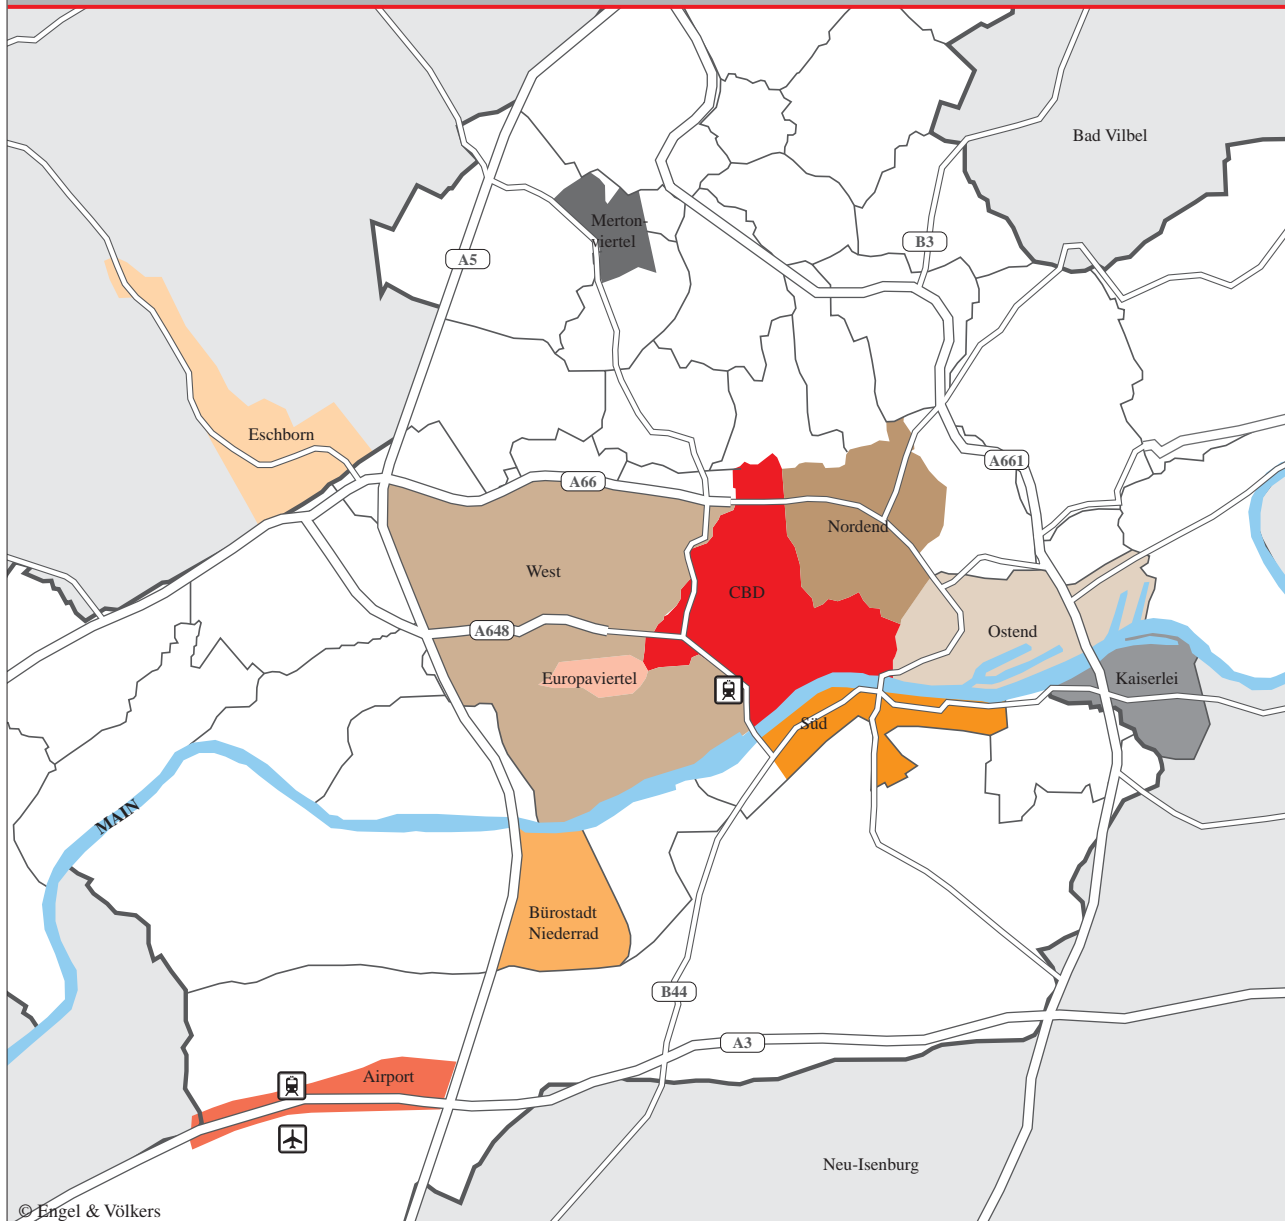 Bad Vilbel
Merton-
viertel
B3
A5
Eschborn
A661
A66
Nordend
West
CBD
A648
Ostend
Europaviertel
Kaiserlei
Süd
MAIN
Bürostadt
Niederrad
B44
A3
Airport
Neu-Isenburg
© Engel & Völkers